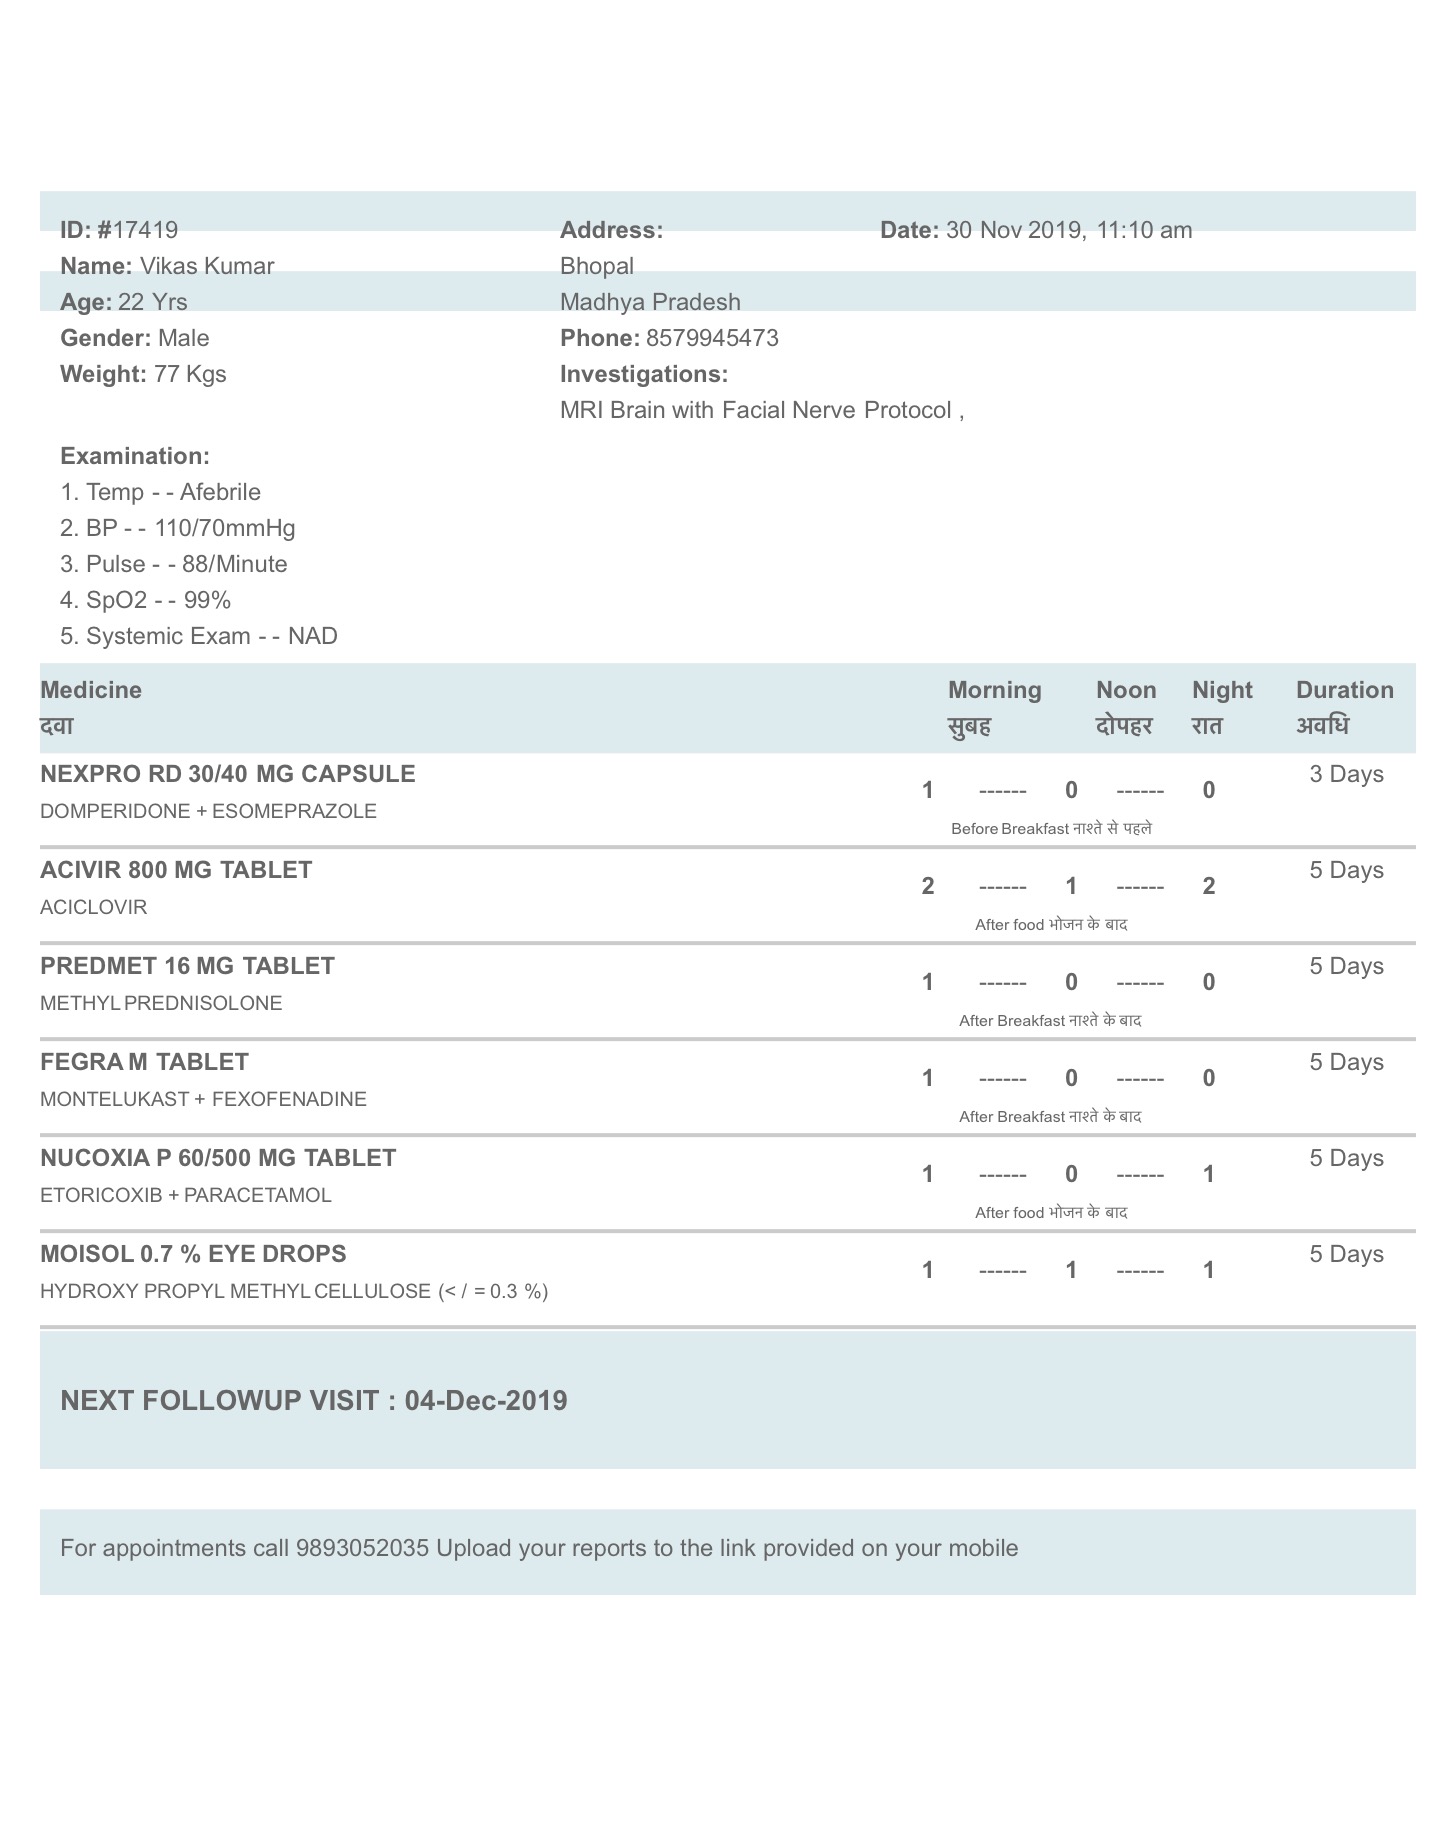 ID: #17419
Name: Vikas Kumar
Age: 22 Yrs
Gender: Male
Weight: 77 Kgs
Address:
Bhopal
Madhya Pradesh
Phone: 8579945473
Investigations:
MRI Brain with Facial Nerve Protocol ,
Date: 30 Nov 2019, 11:10 am
Examination:
1. Temp - - Afebrile
2. BP - - 110/70mmHg
3. Pulse - - 88/Minute
4. SpO2 - - 99%
5. Systemic Exam - - NAD
Medicine Morning Noon Night Duration
दवा सुबह दोपहर रात अवधि
NEXPRO RD 30/40 MG CAPSULE 3 Days
1 ------ 0 ------ 0
DOMPERIDONE + ESOMEPRAZOLE
Before Breakfast नाश्ते से पहले
ACIVIR 800 MG TABLET 5 Days
2 ------ 1 ------ 2
ACICLOVIR
After food भोजन के बाद
PREDMET 16 MG TABLET 5 Days
1 ------ 0 ------ 0
METHYL PREDNISOLONE
After Breakfast नाश्ते के बाद
FEGRA M TABLET 5 Days
1 ------ 0 ------ 0
MONTELUKAST + FEXOFENADINE
After Breakfast नाश्ते के बाद
NUCOXIA P 60/500 MG TABLET 5 Days
1 ------ 0 ------ 1
ETORICOXIB + PARACETAMOL
After food भोजन के बाद
MOISOL 0.7 % EYE DROPS 5 Days
1 ------ 1 ------ 1
HYDROXY PROPYL METHYL CELLULOSE (< / = 0.3 %)
NEXT FOLLOWUP VISIT : 04-Dec-2019
For appointments call 9893052035 Upload your reports to the link provided on your mobile